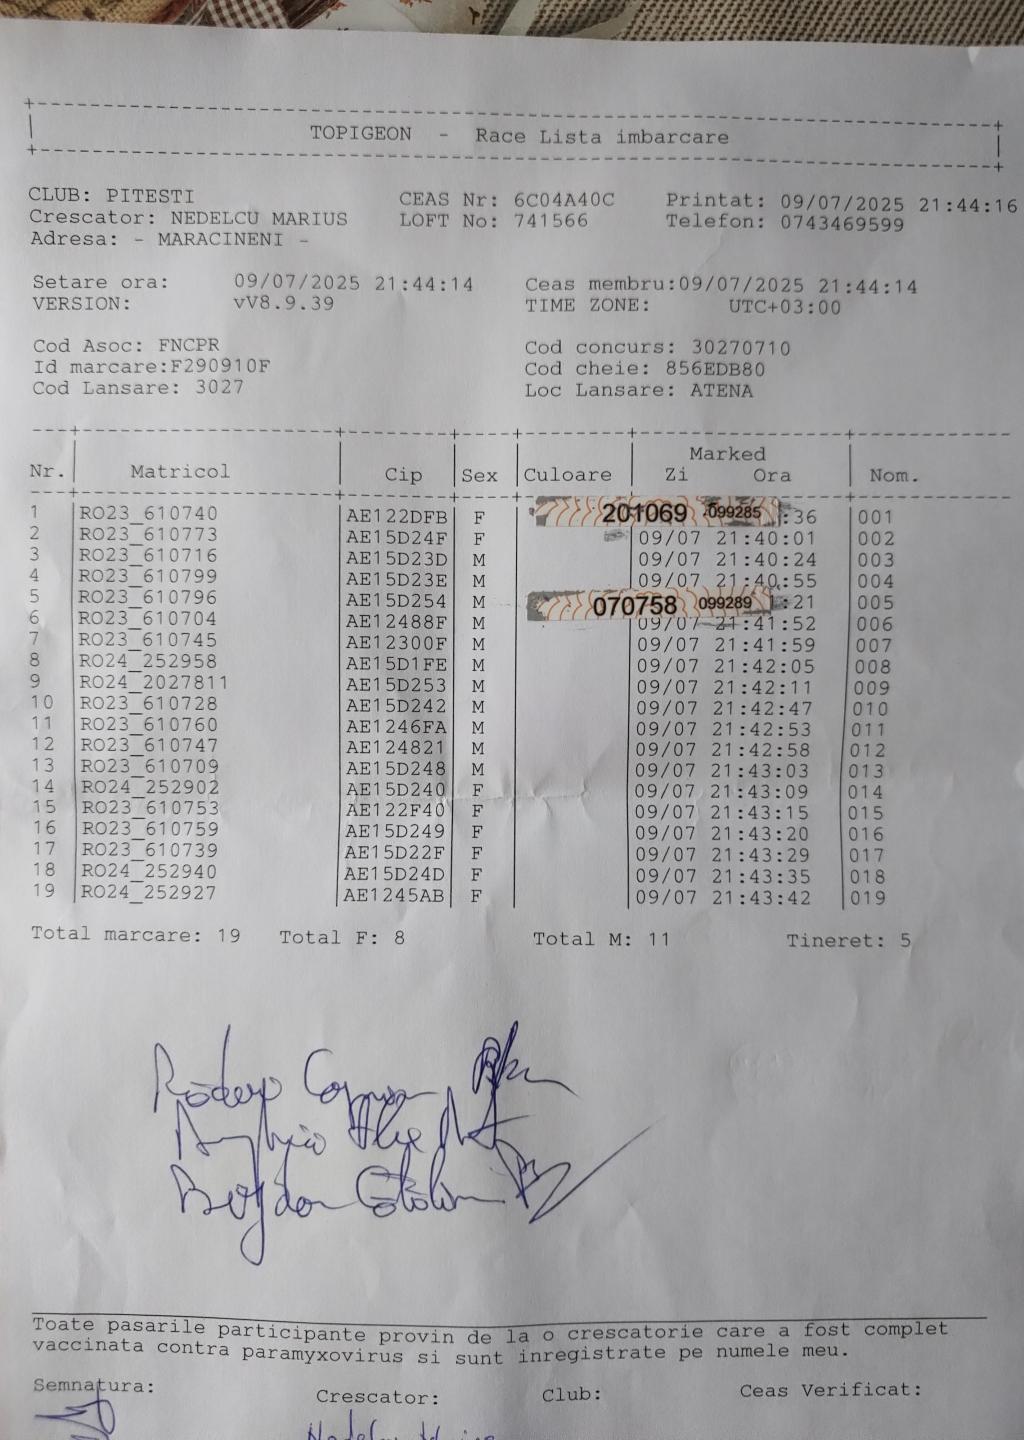 TOPIGEON - Race Lista imbarcare
CLUB: PITESTI CEAS Nr: 6C04A40C Printat: 09/07/2025 21:44:16
Crescator: NEDELCU MARIUS LOFT No: 741566 Telefon: 0743469599
Adresa: - MARACINENI -
Setare ora: 09/07/2025 21:44:14 Ceas membru:09/07/2025 21:44:14
VERSION: vV8.9.39 TIME ZONE: UTC+03:00
Cod Asoc: FNCPR Cod concurs: 30270710
Id marcare:F290910F Cod cheie: 856EDB80
Cod Lansare: 3027 Loc Lansare: ATENA
Marked
Nr. Matricol Cip Sex Culoare Zi Ora Nom.
1 RO23_610740 AE122DFB F 201069 099285 :36 001
2 RO23_610773 AE15D24F F 09/07 21:40:01 002
3 RO23_610716 AE15D23D M 09/07 21:40:24 003
4 RO23_610799 AE15D23E M 09/07 21:40:55 004
5 RO23_610796 AE15D254 M 070758 099289 :21 005
6 RO23_610704 AE12488F M 09/07 21:41:52 006
7 RO23_610745 AE12300F M 09/07 21:41:59 007
8 RO24_252958 AE15D1FE M 09/07 21:42:05 008
9 RO24_2027811 AE15D253 M 09/07 21:42:11 009
10 RO23_610728 AE15D242 M 09/07 21:42:47 010
11 RO23_610760 AE1246FA M 09/07 21:42:53 011
12 RO23_610747 AE124821 M 09/07 21:42:58 012
13 RO23_610709 AE15D248 M 09/07 21:43:03 013
14 RO24_252902 AE15D240 F 09/07 21:43:09 014
15 RO23_610753 AE122F40 F 09/07 21:43:15 015
16 RO23_610759 AE15D249 F 09/07 21:43:20 016
17 RO23_610739 AE15D22F F 09/07 21:43:29 017
18 RO24_252940 AE15D24D F 09/07 21:43:35 018
19 RO24_252927 AE1245AB F 09/07 21:43:42 019
Total marcare: 19 Total F: 8 Total M: 11 Tineret: 5
Bogdan
Toate pasarile participante provin de la o crescatorie care a fost complet
vaccinata contra paramyxovirus si sunt inregistrate pe numele meu.
Semnatura: Crescator: Club: Ceas Verificat: